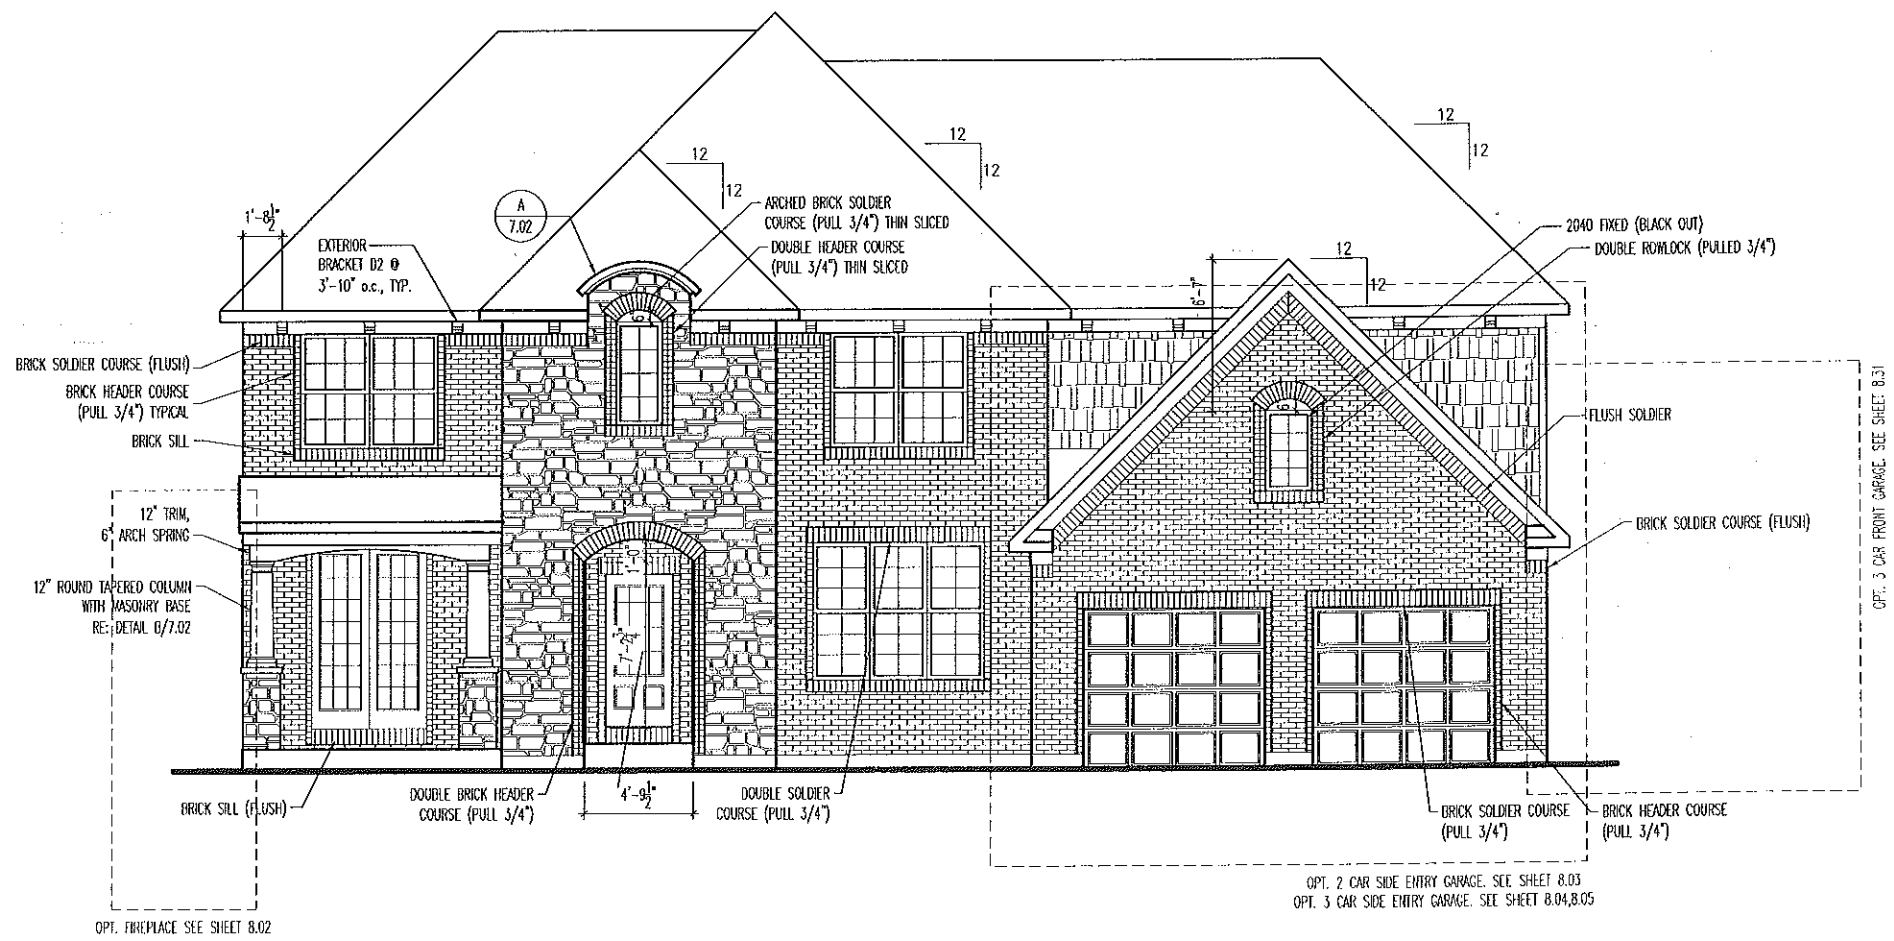 12
12
12
12
12
12
12
12
A
7.02
1'-8½"
EXTERIOR
BRACKET D2 @
3'-10" o.c., TYP.
ARCHED BRICK SOLDIER
COURSE (PULL 3/4") THIN SLICED
DOUBLE HEADER COURSE
(PULL 3/4") THIN SLICED
2040 FIXED (BLACK OUT)
DOUBLE ROWLOCK (PULLED 3/4")
6'-7"
BRICK SOLDIER COURSE (FLUSH)
BRICK HEADER COURSE
(PULL 3/4") TYPICAL
BRICK SILL
FLUSH SOLDIER
BRICK SOLDIER COURSE (FLUSH)
OPT. 3 CAR FRONT GARAGE. SEE SHEET 8.31
12" TRIM,
6" ARCH SPRING
12" ROUND TAPERED COLUMN
WITH MASONRY BASE
RE: DETAIL D/7.02
1'-0"
7'-2¾"
4'-9½"
BRICK SILL (FLUSH)
DOUBLE BRICK HEADER
COURSE (PULL 3/4")
DOUBLE SOLDIER
COURSE (PULL 3/4")
BRICK SOLDIER COURSE
(PULL 3/4")
BRICK HEADER COURSE
(PULL 3/4")
OPT. 2 CAR SIDE ENTRY GARAGE. SEE SHEET 8.03
OPT. 3 CAR SIDE ENTRY GARAGE. SEE SHEET 8.04,8.05
OPT. FIREPLACE SEE SHEET 8.02